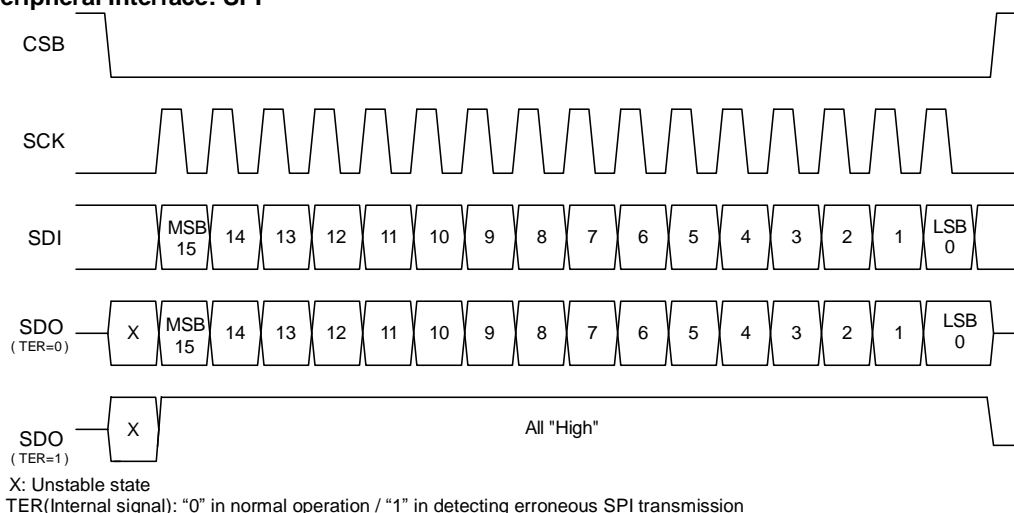 CSB
SCK
SDI MSB 15 14 13 12 11 10 9 8 7 6 5 4 3 2 1 LSB 0
SDO ( TER=0 ) X MSB 15 14 13 12 11 10 9 8 7 6 5 4 3 2 1 LSB 0
SDO ( TER=1 ) X All "High"
X: Unstable state
TER(Internal signal): “0” in normal operation / “1” in detecting erroneous SPI transmission